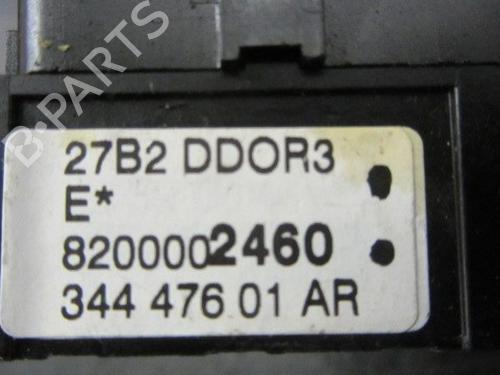 B-PARTS
27B2 DDOR3
E*
8200002460
344 476 01 AR